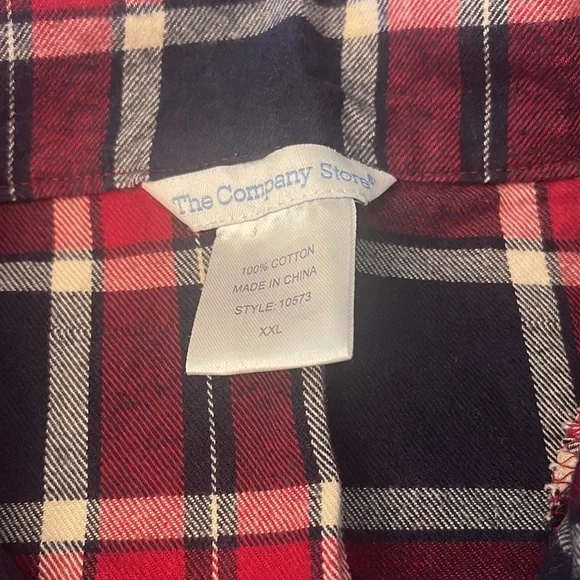 The Company Store®
100% COTTON
MADE IN CHINA
STYLE: 10573
XXL